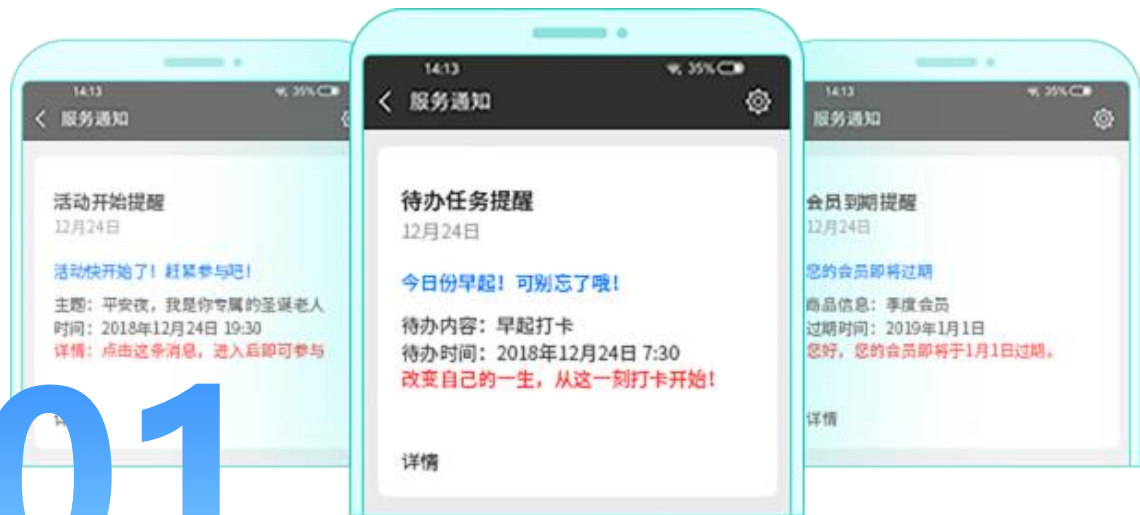 14:13 35%
服务通知
活动开始提醒
12月24日
活动快开始了！赶紧参与吧！
主题：平安夜，我是你专属的圣诞老人
时间：2018年12月24日 19:30
详情：点击这条消息，进入后即可参与
14:13 35%
服务通知
待办任务提醒
12月24日
今日份早起！可别忘了哦！
待办内容：早起打卡
待办时间：2018年12月24日 7:30
改变自己的一生，从这一刻打卡开始！
详情
14:13 35%
服务通知
会员到期提醒
12月24日
您的会员即将过期
商品信息：季度会员
过期时间：2019年1月1日
您好，您的会员即将于1月1日过期。
详情
01